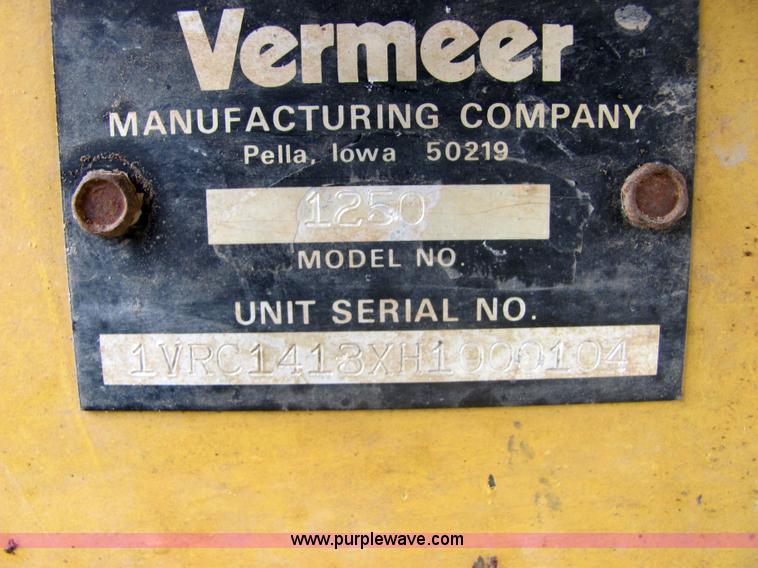 Vermeer
MANUFACTURING COMPANY
Pella, Iowa 50219
1250
MODEL NO.
UNIT SERIAL NO.
1VRC1413XH1000104
www.purplewave.com